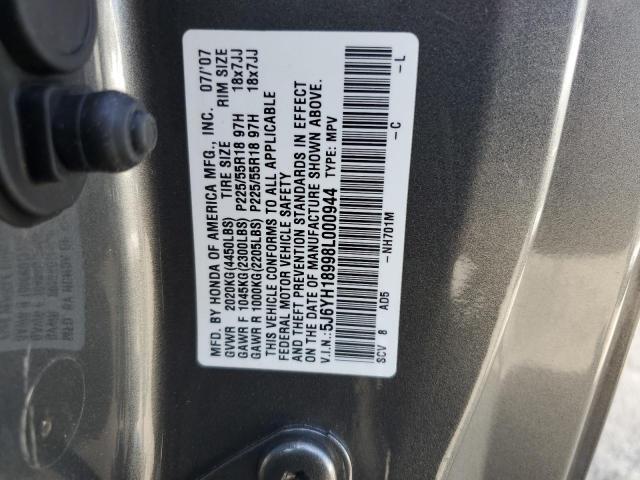 MFD. BY HONDA OF AMERICA MFG., INC. 07/'07
GVWR 2020KG(4450LBS) TIRE SIZE RIM SIZE
GAWR F 1045KG(2300LBS) P225/55R18 97H 18x7JJ
GAWR R 1000KG(2205LBS) P225/55R18 97H 18x7JJ
THIS VEHICLE CONFORMS TO ALL APPLICABLE
FEDERAL MOTOR VEHICLE SAFETY
AND THEFT PREVENTION STANDARDS IN EFFECT
ON THE DATE OF MANUFACTURE SHOWN ABOVE.
V.I.N.:5J6YH18998L000944 TYPE: MPV
SCV 8 AD5 -NH701M -C -L